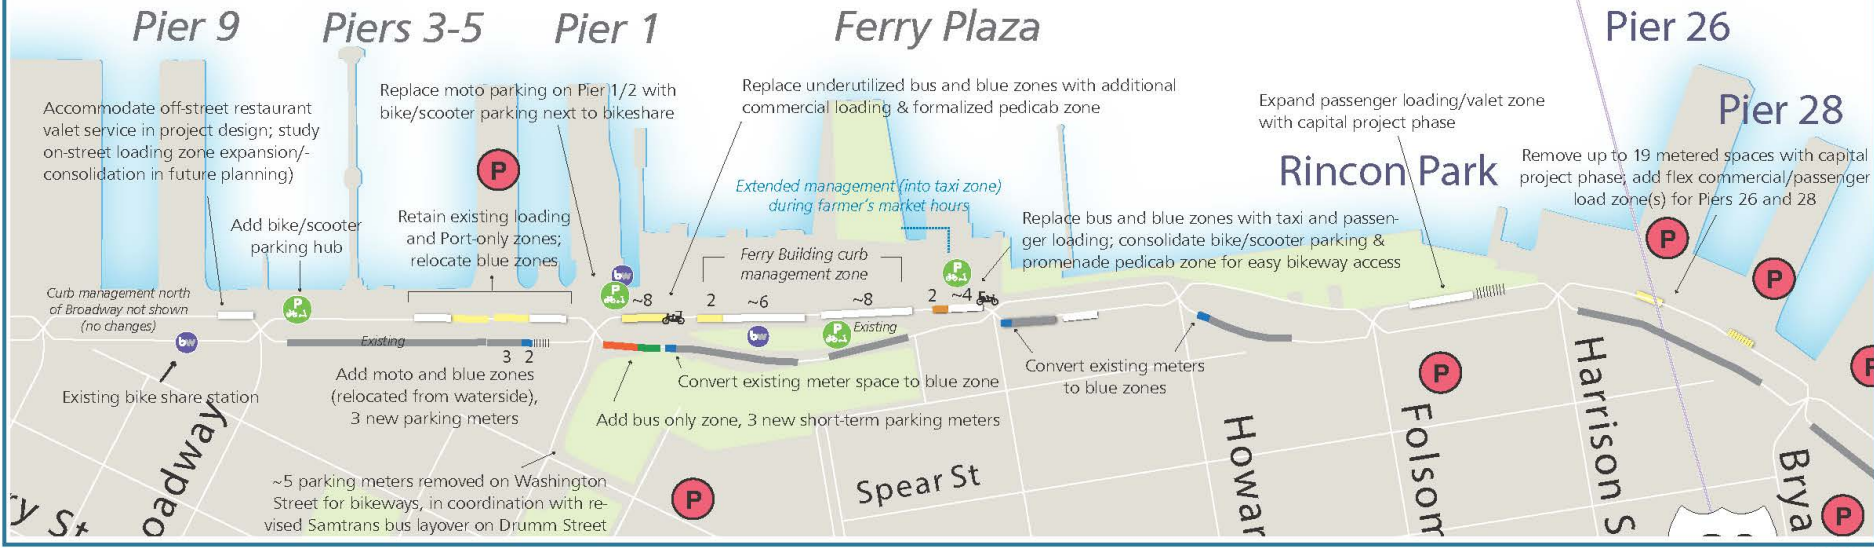 Pier 9
Piers 3-5
Pier 1
Ferry Plaza
Pier 26
Pier 28
Rincon Park
Accommodate off-street restaurant
valet service in project design; study
on-street loading zone expansion/-
consolidation in future planning)
Replace moto parking on Pier 1/2 with
bike/scooter parking next to bikeshare
Replace underutilized bus and blue zones with additional
commercial loading & formalized pedicab zone
Expand passenger loading/valet zone
with capital project phase
Remove up to 19 metered spaces with capital
project phase; add flex commercial/passenger
load zone(s) for Piers 26 and 28
P
Extended management (into taxi zone)
during farmer's market hours
Add bike/scooter
parking hub
Retain existing loading
and Port-only zones;
relocate blue zones
Replace bus and blue zones with taxi and passen-
ger loading; consolidate bike/scooter parking &
promenade pedicab zone for easy bikeway access
Ferry Building curb
management zone
P
P
Curb management north
of Broadway not shown
(no changes)
P
bw
P
~8
2
~6
~8
P
2
~4
bw
Existing
3
2
bw
P
Existing
Existing bike share station
Add moto and blue zones
(relocated from waterside),
3 new parking meters
Convert existing meter space to blue zone
Add bus only zone, 3 new short-term parking meters
Convert existing meters
to blue zones
P
~5 parking meters removed on Washington
Street for bikeways, in coordination with re-
vised Samtrans bus layover on Drumm Street
P
P
ry St
oadway
Spear St
Howar
Folsom
Harrison S
Brya